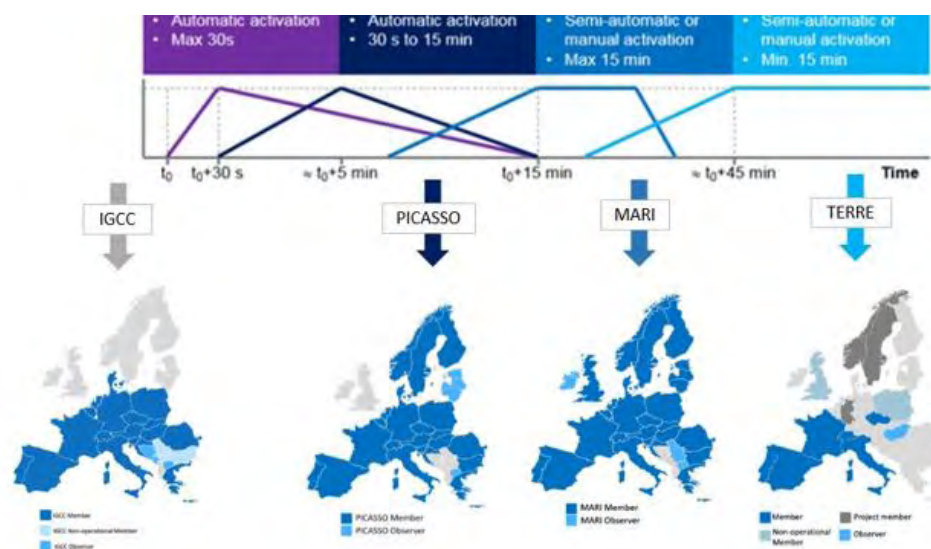 • Automatic activation
• Max 30s
• Automatic activation
• 30 s to 15 min
• Semi-automatic or
manual activation
• Max 15 min
• Semi-automatic or
manual activation
• Min. 15 min
t₀
t₀+30 s
≈ t₀+5 min
t₀+15 min
≈ t₀+45 min
Time
IGCC
PICASSO
MARI
TERRE
IGCC Member
IGCC Non-operational Member
IGCC Observer
PICASSO Member
PICASSO Observer
MARI Member
MARI Observer
Member
Non-operational
Member
Project member
Observer